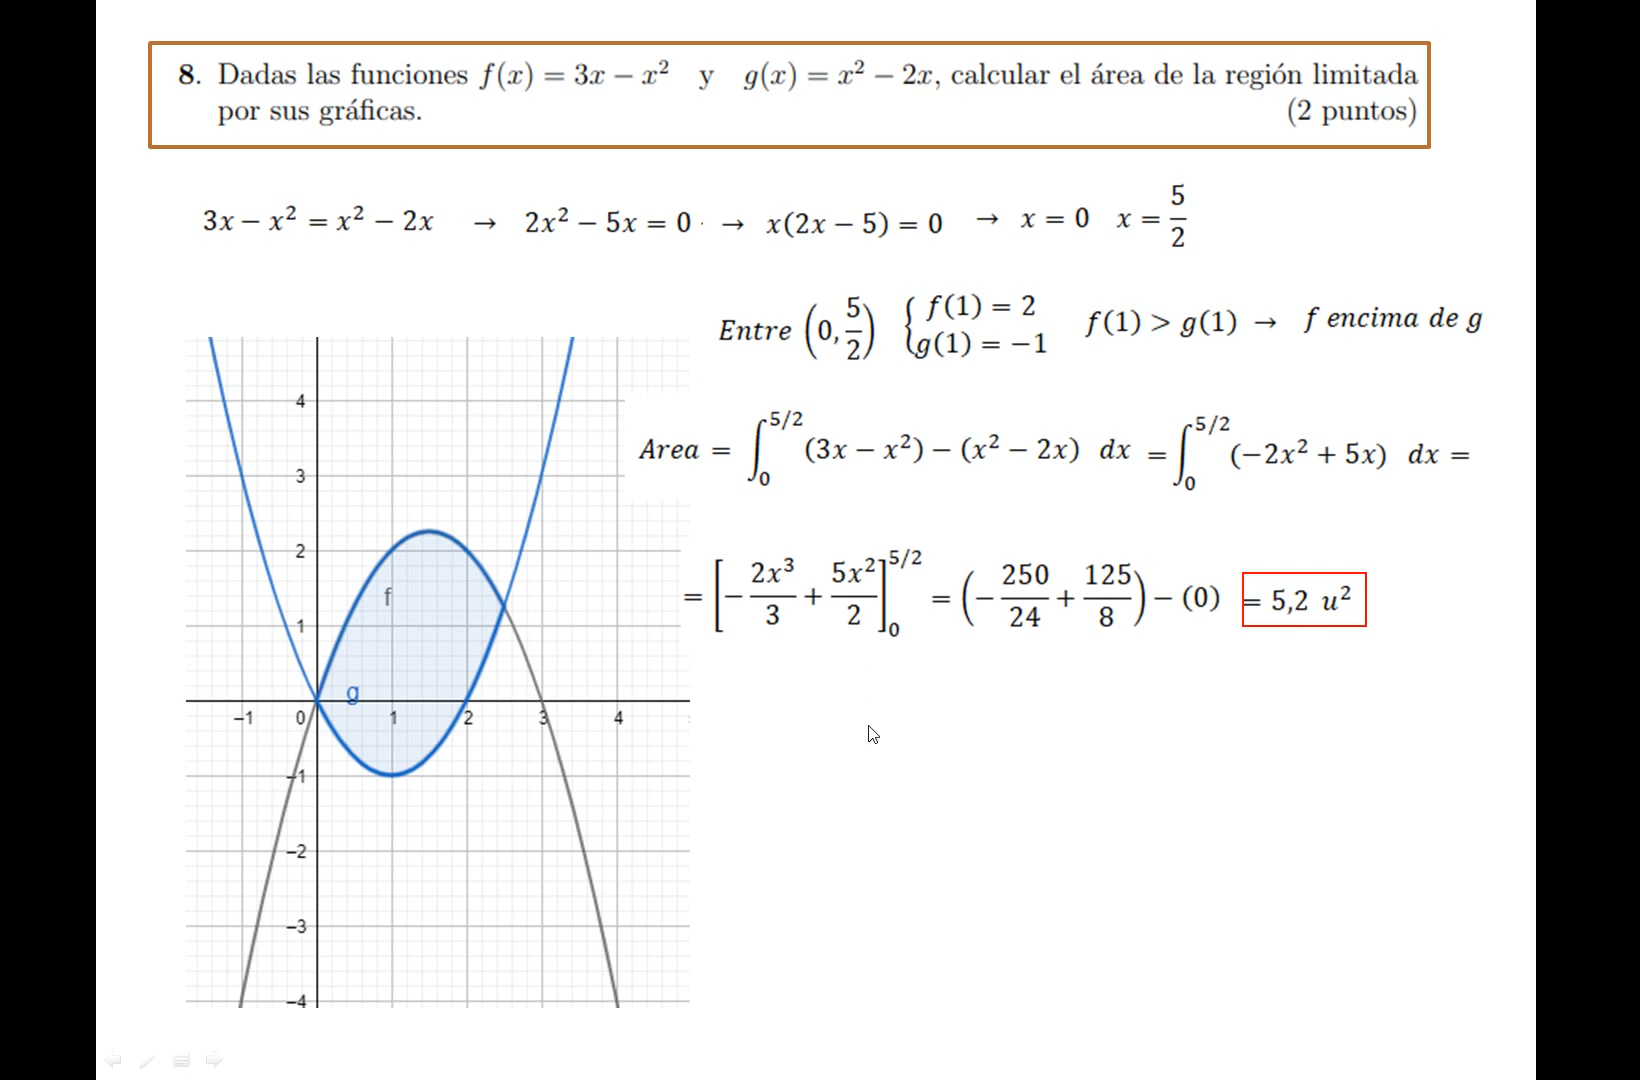 8. Dadas las funciones f(x) = 3x − x² y g(x) = x² − 2x, calcular el área de la región limitada
por sus gráficas. (2 puntos)
3x − x² = x² − 2x → 2x² − 5x = 0 → x(2x − 5) = 0 → x = 0 x = 5/2
Entre (0, 5/2) { f(1) = 2 g(1) = −1 f(1) > g(1) → f encima de g
Area = ∫₀^5/2 (3x − x²) − (x² − 2x) dx = ∫₀^5/2 (−2x² + 5x) dx =
= [−2x³/3 + 5x²/2]₀^5/2 = (−250/24 + 125/8) − (0) = 5,2 u²
4
3
2
f
1
g
−1 0 1 2 3 4
−1
−2
−3
−4